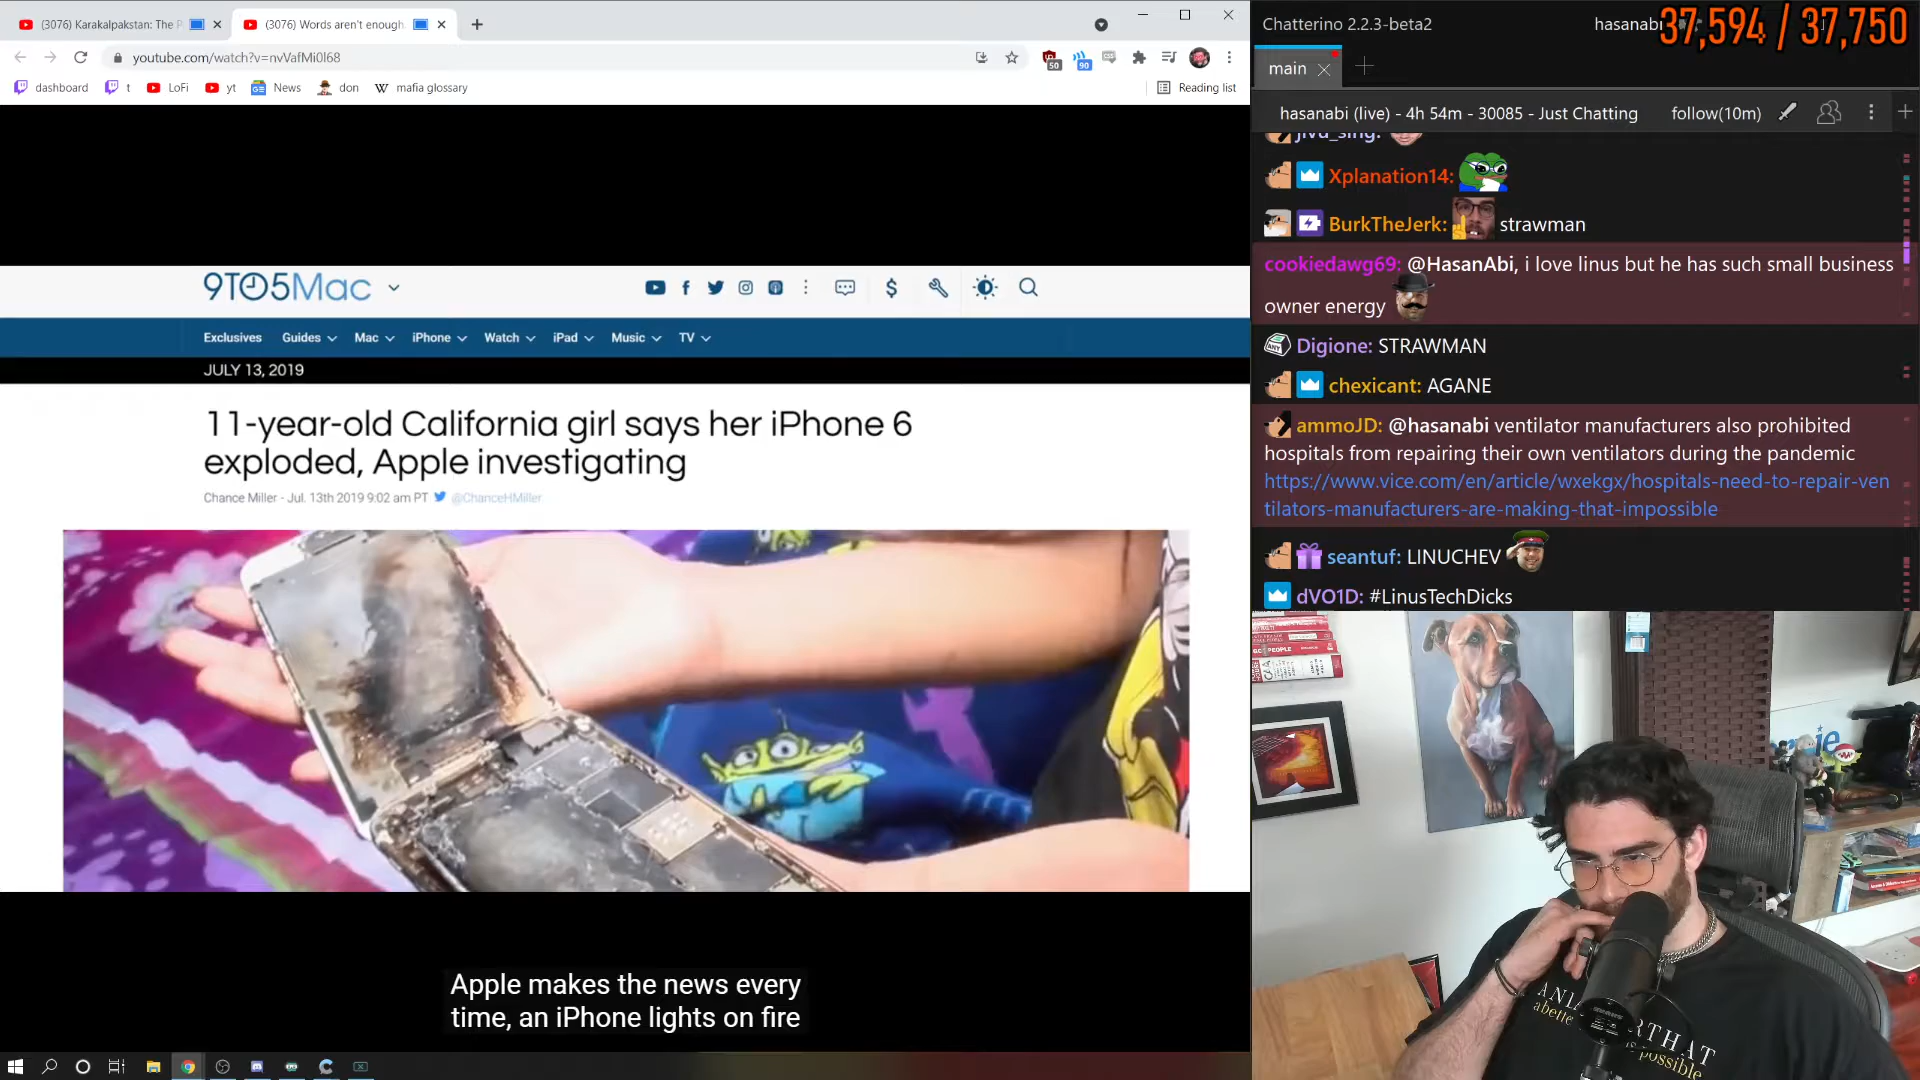 (3076) Karakalpakstan: The P
(3076) Words aren't enough.
youtube.com/watch?v=nvVafMi0l68
50
90
dashboard
t
LoFi
yt
News
don
W mafia glossary
Reading list
9TO5Mac
$
Exclusives Guides Mac iPhone Watch iPad Music TV
JULY 13, 2019
11-year-old California girl says her iPhone 6
exploded, Apple investigating
Chance Miller - Jul. 13th 2019 9:02 am PT @ChanceHMiller
Apple makes the news every
time, an iPhone lights on fire
Chatterino 2.2.3-beta2
hasanabi
37,594 / 37,750
main
hasanabi (live) - 4h 54m - 30085 - Just Chatting
follow(10m)
jivu_sing:
Xplanation14:
BurkTheJerk: strawman
cookiedawg69: @HasanAbi, i love linus but he has such small business
owner energy
Digione: STRAWMAN
chexicant: AGANE
ammoJD: @hasanabi ventilator manufacturers also prohibited
hospitals from repairing their own ventilators during the pandemic
https://www.vice.com/en/article/wxekgx/hospitals-need-to-repair-ven
tilators-manufacturers-are-making-that-impossible
seantuf: LINUCHEV
dVO1D: #LinusTechDicks
PEOPLE
possible